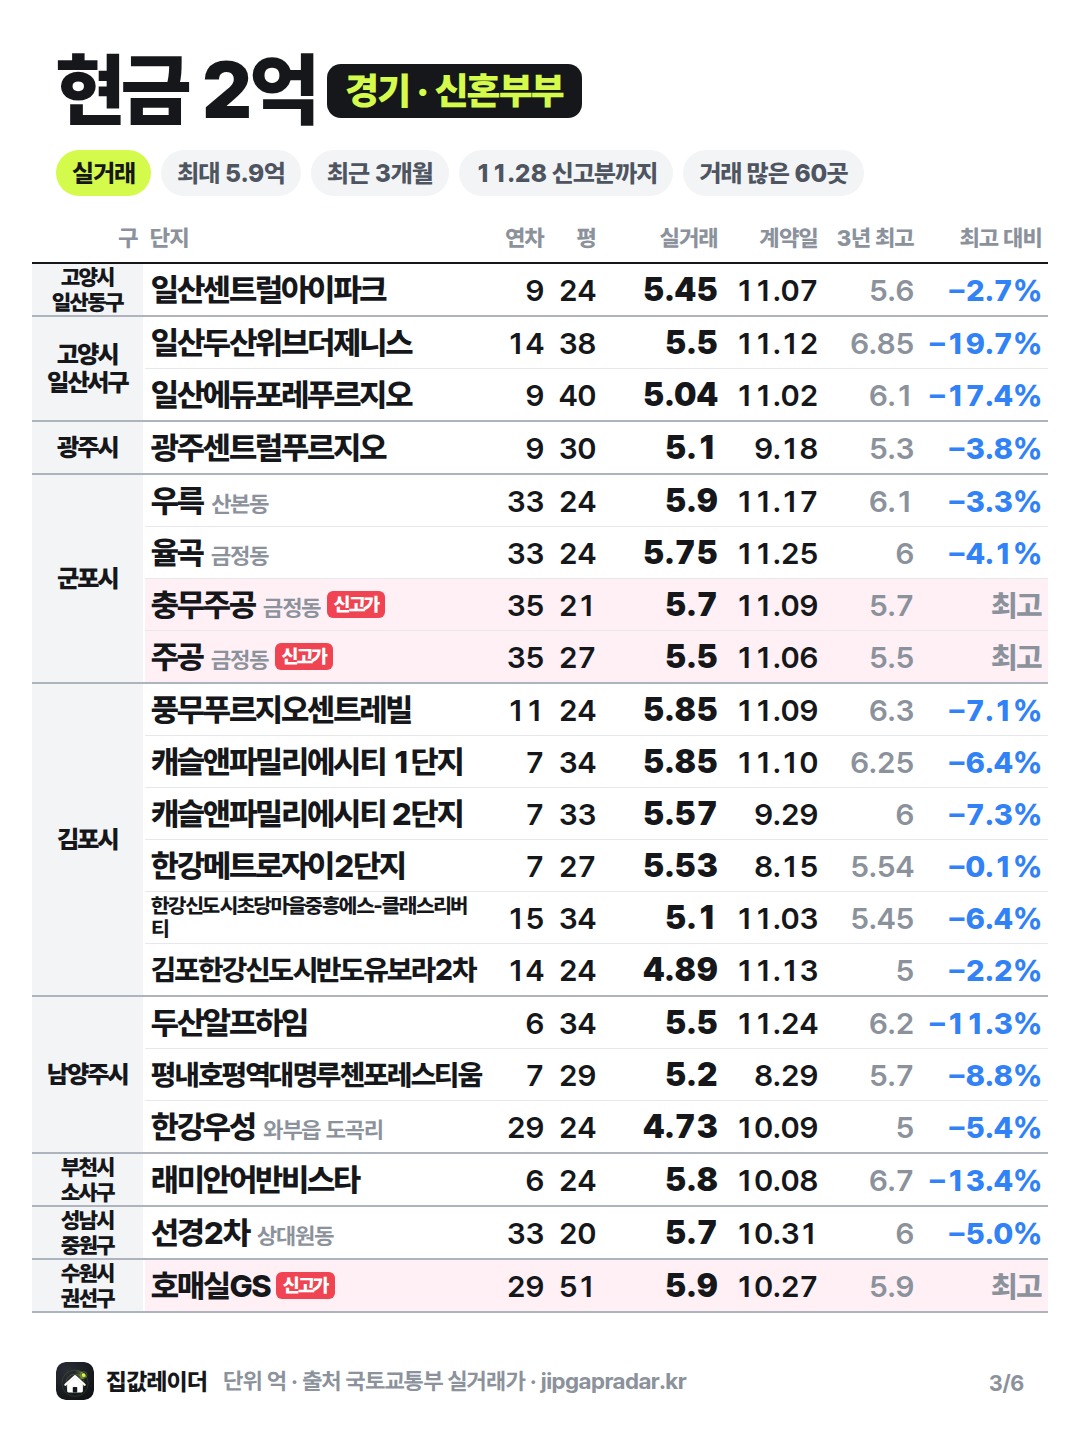 현금 2억 경기 · 신혼부부
실거래 최대 5.9억 최근 3개월 11.28 신고분까지 거래 많은 60곳
구 단지 연차 평 실거래 계약일 3년 최고 최고 대비
고양시
일산동구
일산센트럴아이파크 9 24 5.45 11.07 5.6 −2.7%
고양시
일산서구
일산두산위브더제니스 14 38 5.5 11.12 6.85 −19.7%
일산에듀포레푸르지오 9 40 5.04 11.02 6.1 −17.4%
광주시 광주센트럴푸르지오 9 30 5.1 9.18 5.3 −3.8%
군포시
우륵 산본동 33 24 5.9 11.17 6.1 −3.3%
율곡 금정동 33 24 5.75 11.25 6 −4.1%
충무주공 금정동 신고가 35 21 5.7 11.09 5.7 최고
주공 금정동 신고가 35 27 5.5 11.06 5.5 최고
김포시
풍무푸르지오센트레빌 11 24 5.85 11.09 6.3 −7.1%
캐슬앤파밀리에시티 1단지 7 34 5.85 11.10 6.25 −6.4%
캐슬앤파밀리에시티 2단지 7 33 5.57 9.29 6 −7.3%
한강메트로자이2단지 7 27 5.53 8.15 5.54 −0.1%
한강신도시초당마을중흥에스-클래스리버
티 15 34 5.1 11.03 5.45 −6.4%
김포한강신도시반도유보라2차 14 24 4.89 11.13 5 −2.2%
남양주시
두산알프하임 6 34 5.5 11.24 6.2 −11.3%
평내호평역대명루첸포레스티움 7 29 5.2 8.29 5.7 −8.8%
한강우성 와부읍 도곡리 29 24 4.73 10.09 5 −5.4%
부천시
소사구
래미안어반비스타 6 24 5.8 10.08 6.7 −13.4%
성남시
중원구
선경2차 상대원동 33 20 5.7 10.31 6 −5.0%
수원시
권선구
호매실GS 신고가 29 51 5.9 10.27 5.9 최고
집값레이더 단위 억 · 출처 국토교통부 실거래가 · jipgapradar.kr 3/6